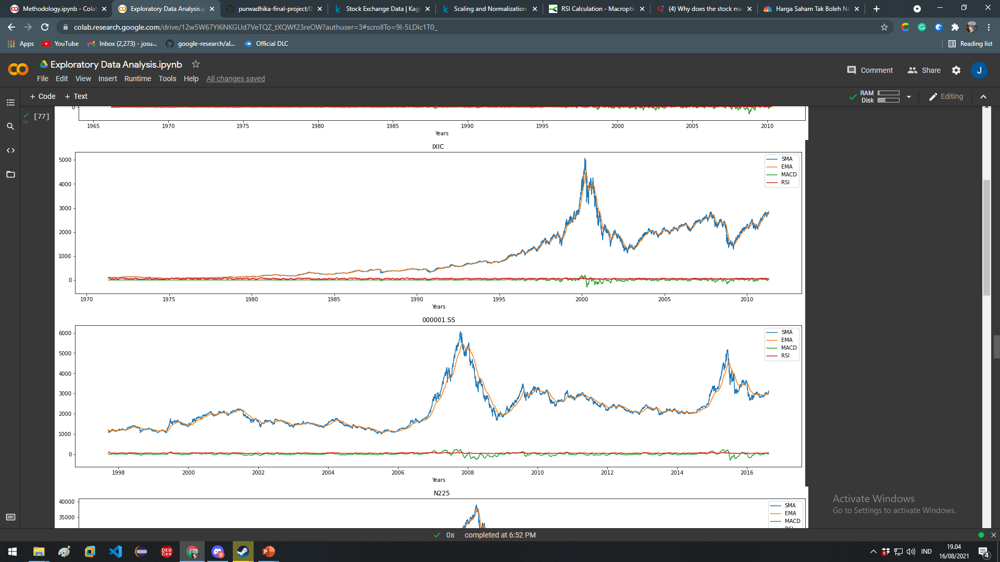 Methodology.ipynb - Cola
Exploratory Data Analysis.i
purwadhika-final-project/0
Stock Exchange Data | Kag
Scaling and Normalization
RSI Calculation - Macroptio
(4) Why does the stock ma
Harga Saham Tak Boleh Na
colab.research.google.com/drive/12w5W67Yl6NKGUd7VeTQZ_tXQWf23reOW?authuser=3#scrollTo=9I-5LDIc1T0_
Apps
YouTube
Inbox (2,273) - josu...
google-research/al...
Official DLC
Reading list
Exploratory Data Analysis.ipynb
Comment
Share
J
File Edit View Insert Runtime Tools Help All changes saved
+ Code + Text
RAM
Disk
Editing
[77]
9s
0
1965 1970 1975 1980 1985 1990 1995 2000 2005 2010
Years
IXIC
5000
4000
3000
2000
1000
0
SMA
EMA
MACD
RSI
1970 1975 1980 1985 1990 1995 2000 2005 2010
Years
000001.SS
6000
5000
4000
3000
2000
1000
0
SMA
EMA
MACD
RSI
1998 2000 2002 2004 2006 2008 2010 2012 2014 2016
Years
N225
40000
35000
SMA
EMA
MACD
Activate Windows
Go to Settings to activate Windows.
0s completed at 6:52 PM
DEV
C++
9
P
1
IND
19.04
16/08/2021
4